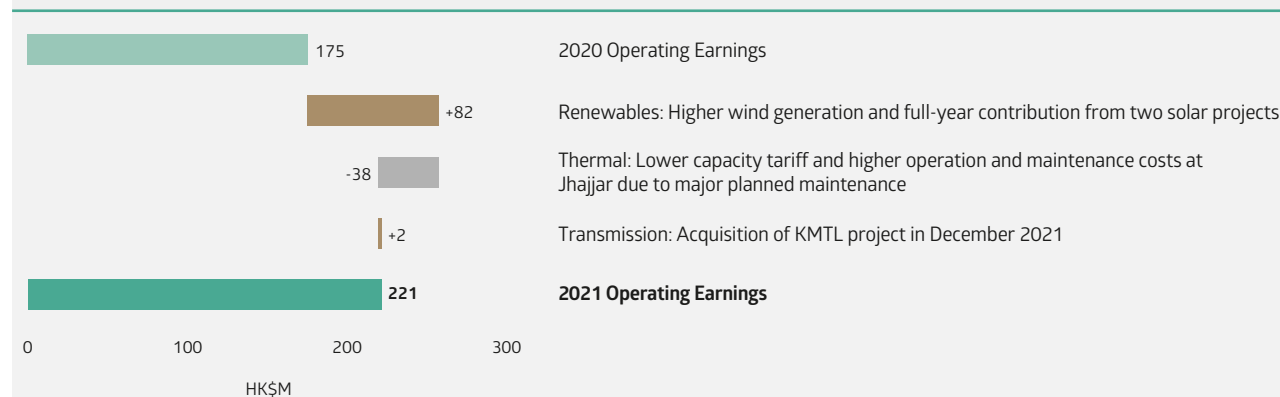 175 2020 Operating Earnings
+82 Renewables: Higher wind generation and full-year contribution from two solar projects
-38 Thermal: Lower capacity tariff and higher operation and maintenance costs at
Jhajjar due to major planned maintenance
+2 Transmission: Acquisition of KMTL project in December 2021
221 2021 Operating Earnings
0 100 200 300
HK$M